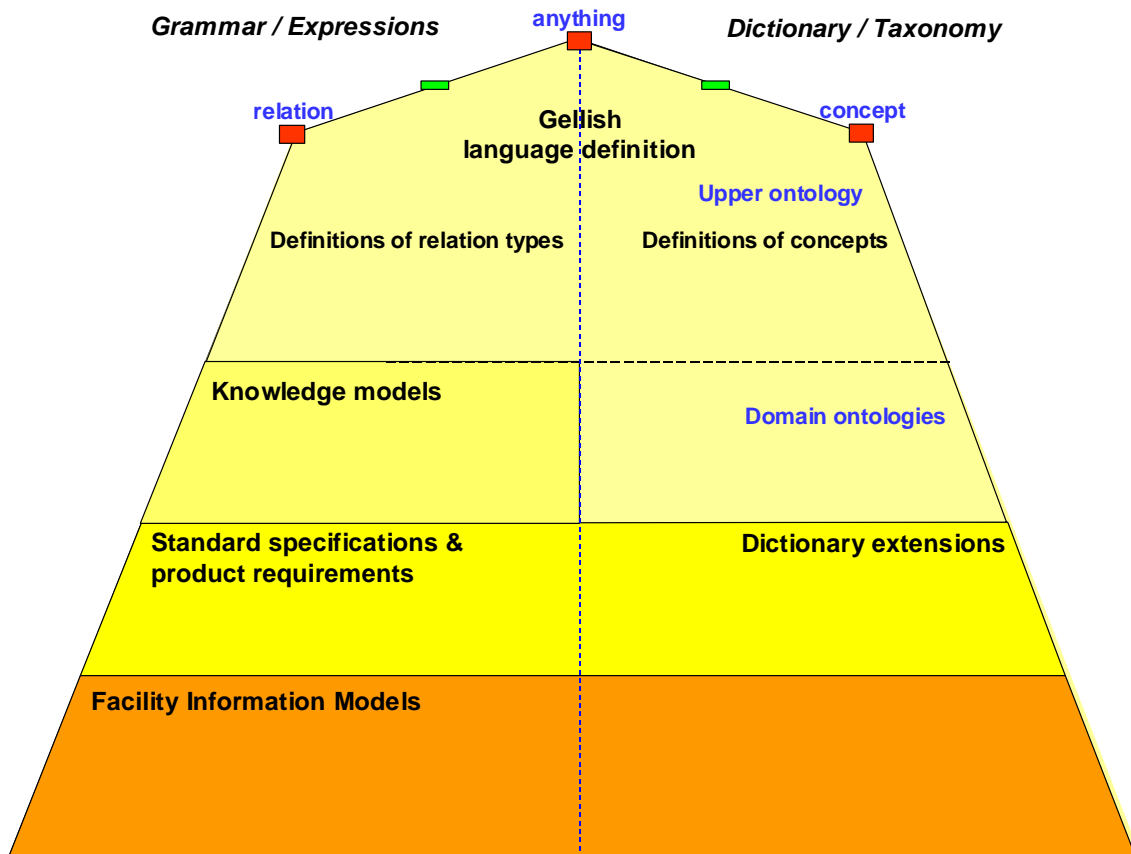 anything
Grammar / Expressions
Dictionary / Taxonomy
relation
concept
Gellish
language definition
Upper ontology
Definitions of relation types
Definitions of concepts
Knowledge models
Domain ontologies
Standard specifications &
product requirements
Dictionary extensions
Facility Information Models